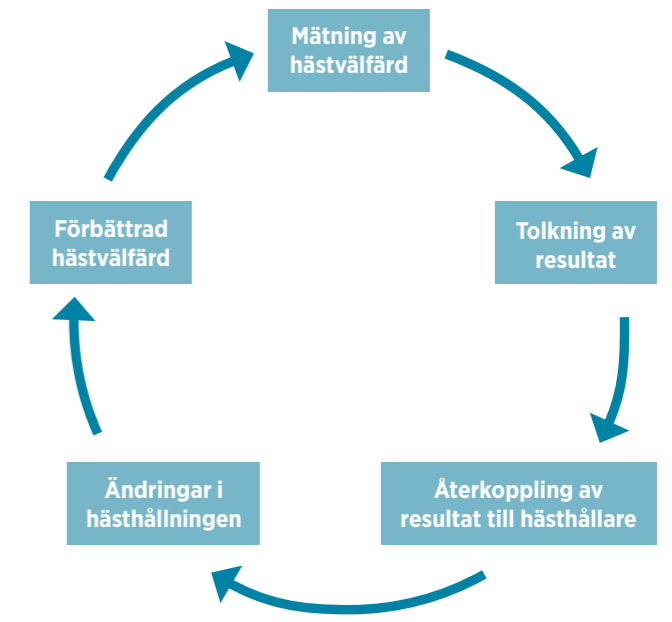 Mätning av
hästvälfärd
Tolkning av
resultat
Återkoppling av
resultat till hästhållare
Ändringar i
hästhållningen
Förbättrad
hästvälfärd